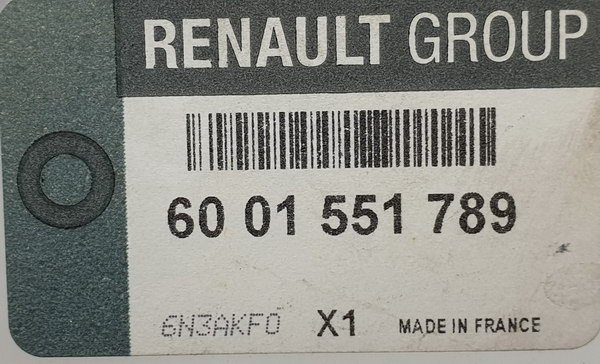 RENAULT GROUP
60 01 551 789
6N3AKF0 X1 MADE IN FRANCE